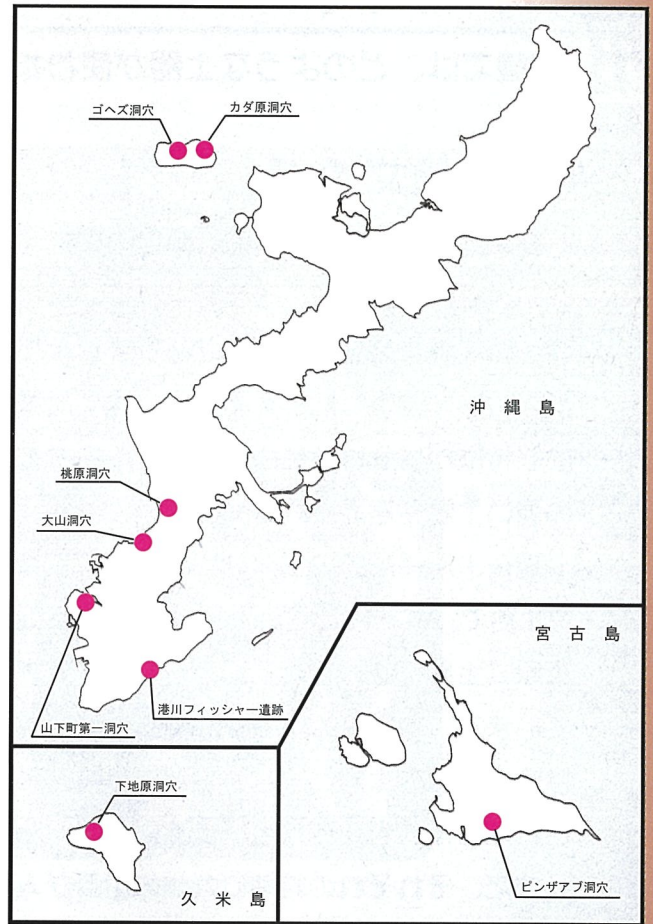 ゴヘズ洞穴
カダ原洞穴
沖縄島
桃原洞穴
大山洞穴
宮古島
港川フィッシャー遺跡
山下町第一洞穴
下地原洞穴
ピンザアブ洞穴
久米島